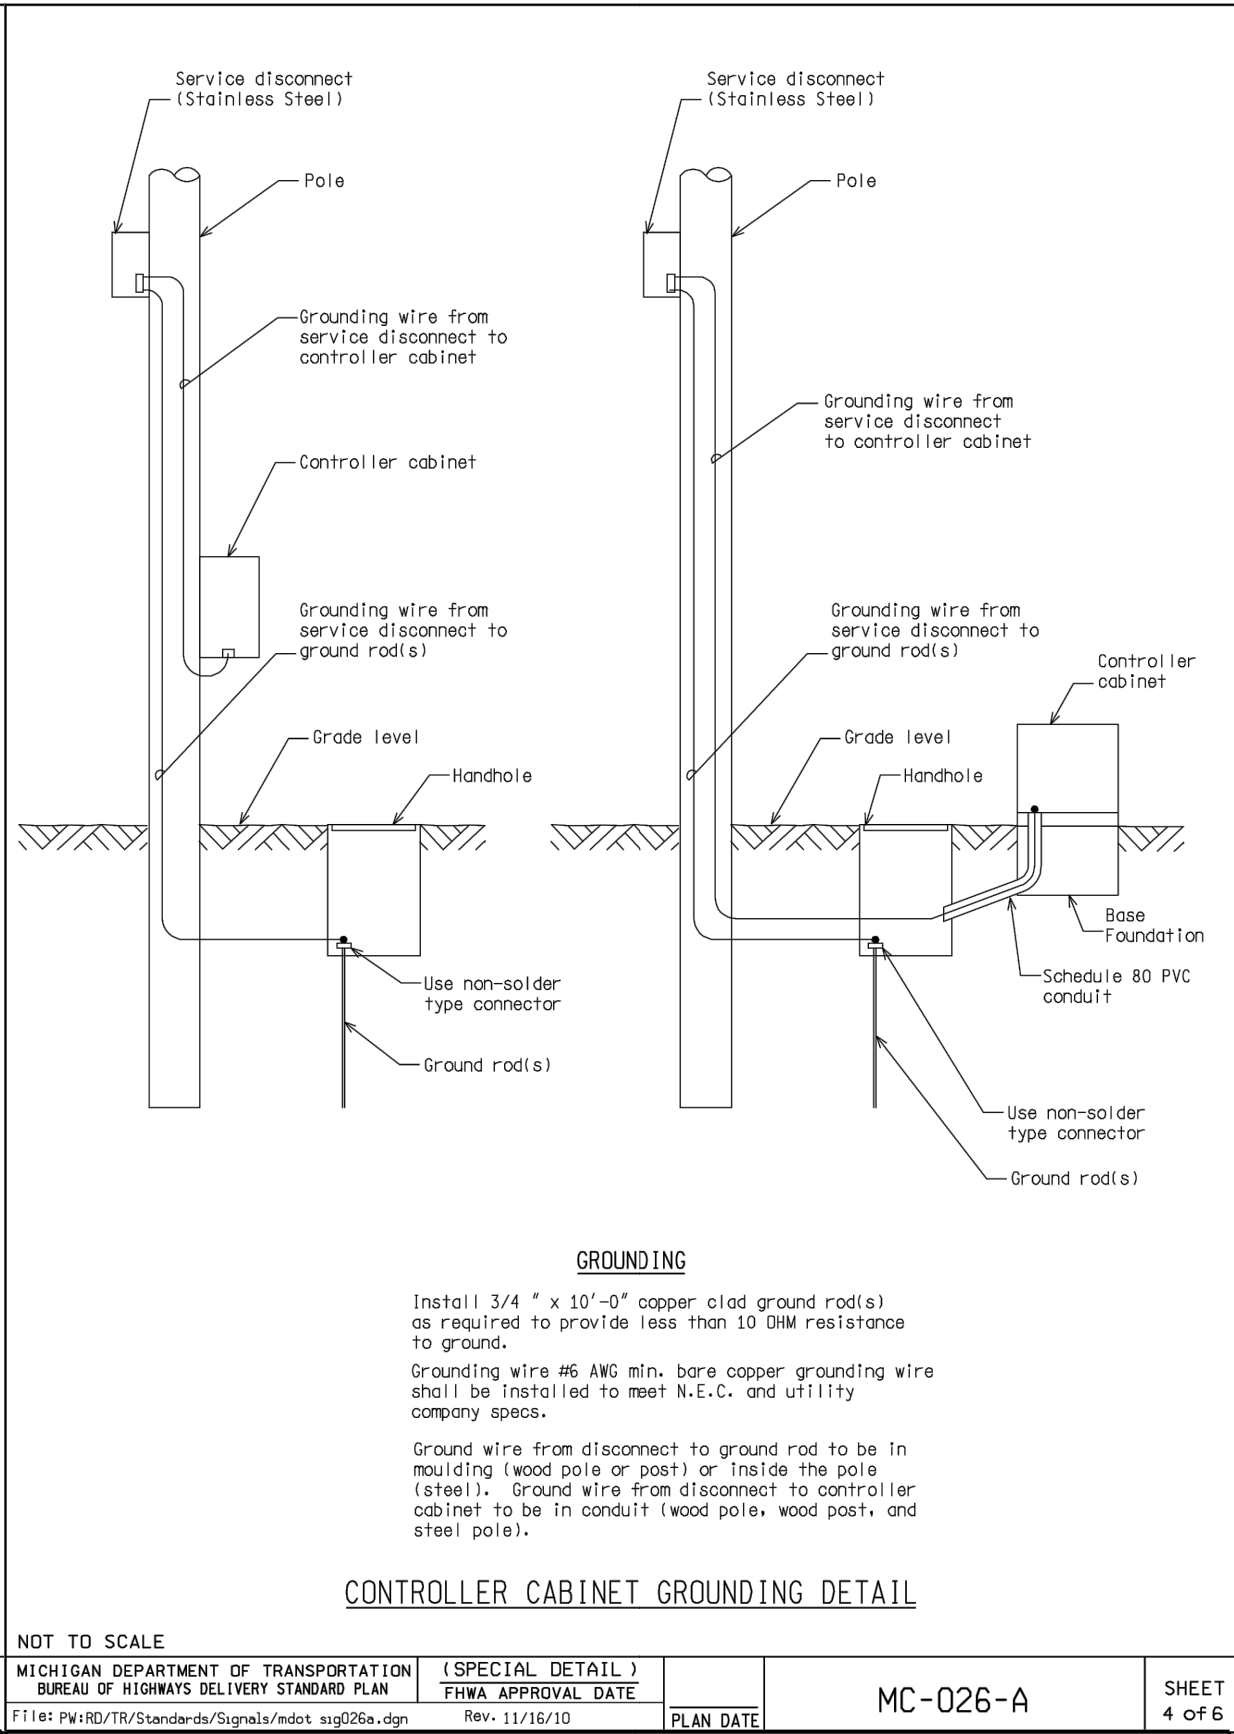 Service disconnect
(Stainless Steel)
Pole
Grounding wire from
service disconnect to
controller cabinet
Controller cabinet
Grounding wire from
service disconnect to
ground rod(s)
Grade level
Handhole
Use non-solder
type connector
Ground rod(s)
Service disconnect
(Stainless Steel)
Pole
Grounding wire from
service disconnect
to controller cabinet
Grounding wire from
service disconnect to
ground rod(s)
Controller
cabinet
Grade level
Handhole
Base
Foundation
Schedule 80 PVC
conduit
Use non-solder
type connector
Ground rod(s)
GROUNDING
Install 3/4 " x 10'-0" copper clad ground rod(s)
as required to provide less than 10 OHM resistance
to ground.
Grounding wire #6 AWG min. bare copper grounding wire
shall be installed to meet N.E.C. and utility
company specs.
Ground wire from disconnect to ground rod to be in
moulding (wood pole or post) or inside the pole
(steel). Ground wire from disconnect to controller
cabinet to be in conduit (wood pole, wood post, and
steel pole).
CONTROLLER CABINET GROUNDING DETAIL
NOT TO SCALE
MICHIGAN DEPARTMENT OF TRANSPORTATION
BUREAU OF HIGHWAYS DELIVERY STANDARD PLAN
File: PW:RD/TR/Standards/Signals/mdot sig026a.dgn
(SPECIAL DETAIL)
FHWA APPROVAL DATE
Rev. 11/16/10
PLAN DATE
MC-026-A
SHEET
4 of 6